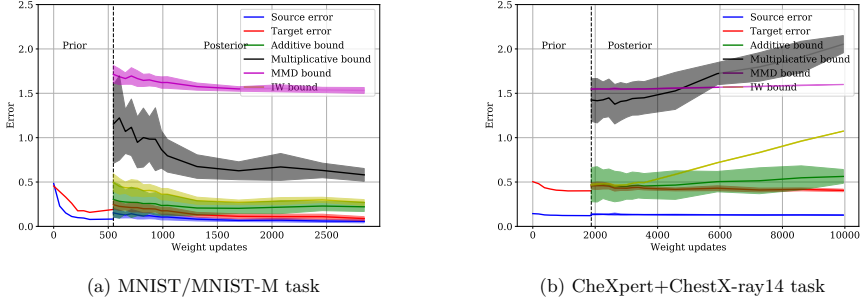 2.5
2.0
1.5
1.0
0.5
0.0
Error
Prior
Posterior
Source error
Target error
Additive bound
Multiplicative bound
MMD bound
IW bound
0 500 1000 1500 2000 2500
Weight updates
(a) MNIST/MNIST-M task
2.5
2.0
1.5
1.0
0.5
0.0
Error
Prior
Posterior
Source error
Target error
Additive bound
Multiplicative bound
MMD bound
IW bound
0 2000 4000 6000 8000 10000
Weight updates
(b) CheXpert+ChestX-ray14 task